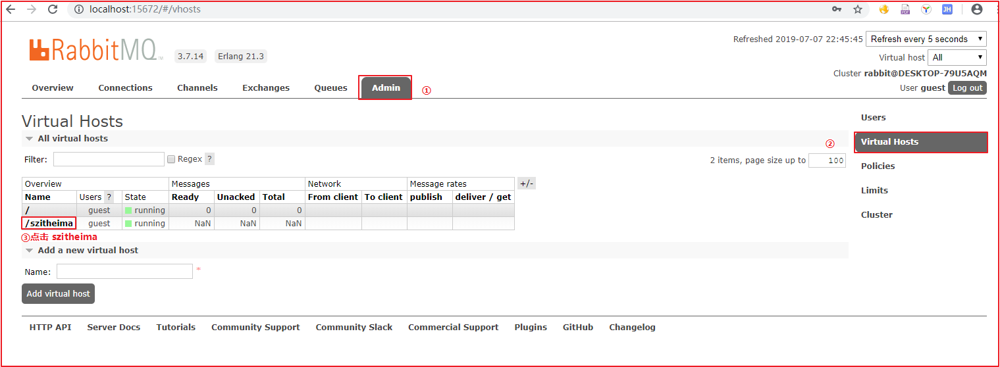 localhost:15672/#/vhosts
PDF
JH
Refreshed 2019-07-07 22:45:45 Refresh every 5 seconds
RabbitMQ TM 3.7.14 Erlang 21.3
Virtual host All
Cluster rabbit@DESKTOP-79U5AQM
User guest Log out
Overview Connections Channels Exchanges Queues Admin ①
Virtual Hosts
All virtual hosts
Filter: Regex ? 2 items, page size up to 100
②
Users
Virtual Hosts
Policies
Limits
Cluster
Overview Messages Network Message rates +/-
Name Users ? State Ready Unacked Total From client To client publish deliver / get
/ guest running 0 0 0
/szitheima guest running NaN NaN NaN
③点击 szitheima
Add a new virtual host
Name: *
Add virtual host
HTTP API Server Docs Tutorials Community Support Community Slack Commercial Support Plugins GitHub Changelog